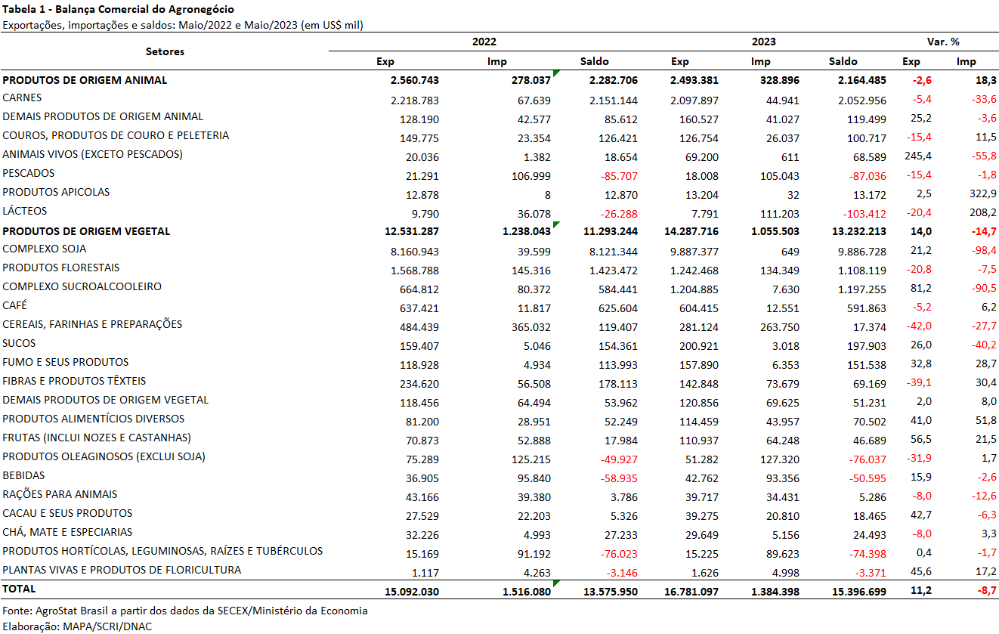 Tabela 1 - Balança Comercial do Agronegócio
Exportações, importações e saldos: Maio/2022 e Maio/2023 (em US$ mil)
Setores 2022 2023 Var. %
Exp Imp Saldo Exp Imp Saldo Exp Imp
PRODUTOS DE ORIGEM ANIMAL 2.560.743 278.037 2.282.706 2.493.381 328.896 2.164.485 -2,6 18,3
CARNES 2.218.783 67.639 2.151.144 2.097.897 44.941 2.052.956 -5,4 -33,6
DEMAIS PRODUTOS DE ORIGEM ANIMAL 128.190 42.577 85.612 160.527 41.027 119.499 25,2 -3,6
COUROS, PRODUTOS DE COURO E PELETERIA 149.775 23.354 126.421 126.754 26.037 100.717 -15,4 11,5
ANIMAIS VIVOS (EXCETO PESCADOS) 20.036 1.382 18.654 69.200 611 68.589 245,4 -55,8
PESCADOS 21.291 106.999 -85.707 18.008 105.043 -87.036 -15,4 -1,8
PRODUTOS APICOLAS 12.878 8 12.870 13.204 32 13.172 2,5 322,9
LÁCTEOS 9.790 36.078 -26.288 7.791 111.203 -103.412 -20,4 208,2
PRODUTOS DE ORIGEM VEGETAL 12.531.287 1.238.043 11.293.244 14.287.716 1.055.503 13.232.213 14,0 -14,7
COMPLEXO SOJA 8.160.943 39.599 8.121.344 9.887.377 649 9.886.728 21,2 -98,4
PRODUTOS FLORESTAIS 1.568.788 145.316 1.423.472 1.242.468 134.349 1.108.119 -20,8 -7,5
COMPLEXO SUCROALCOOLEIRO 664.812 80.372 584.441 1.204.885 7.630 1.197.255 81,2 -90,5
CAFÉ 637.421 11.817 625.604 604.415 12.551 591.863 -5,2 6,2
CEREAIS, FARINHAS E PREPARAÇÕES 484.439 365.032 119.407 281.124 263.750 17.374 -42,0 -27,7
SUCOS 159.407 5.046 154.361 200.921 3.018 197.903 26,0 -40,2
FUMO E SEUS PRODUTOS 118.928 4.934 113.993 157.890 6.353 151.538 32,8 28,7
FIBRAS E PRODUTOS TÊXTEIS 234.620 56.508 178.113 142.848 73.679 69.169 -39,1 30,4
DEMAIS PRODUTOS DE ORIGEM VEGETAL 118.456 64.494 53.962 120.856 69.625 51.231 2,0 8,0
PRODUTOS ALIMENTÍCIOS DIVERSOS 81.200 28.951 52.249 114.459 43.957 70.502 41,0 51,8
FRUTAS (INCLUI NOZES E CASTANHAS) 70.873 52.888 17.984 110.937 64.248 46.689 56,5 21,5
PRODUTOS OLEAGINOSOS (EXCLUI SOJA) 75.289 125.215 -49.927 51.282 127.320 -76.037 -31,9 1,7
BEBIDAS 36.905 95.840 -58.935 42.762 93.356 -50.595 15,9 -2,6
RAÇÕES PARA ANIMAIS 43.166 39.380 3.786 39.717 34.431 5.286 -8,0 -12,6
CACAU E SEUS PRODUTOS 27.529 22.203 5.326 39.275 20.810 18.465 42,7 -6,3
CHÁ, MATE E ESPECIARIAS 32.226 4.993 27.233 29.649 5.156 24.493 -8,0 3,3
PRODUTOS HORTÍCOLAS, LEGUMINOSAS, RAÍZES E TUBÉRCULOS 15.169 91.192 -76.023 15.225 89.623 -74.398 0,4 -1,7
PLANTAS VIVAS E PRODUTOS DE FLORICULTURA 1.117 4.263 -3.146 1.626 4.998 -3.371 45,6 17,2
TOTAL 15.092.030 1.516.080 13.575.950 16.781.097 1.384.398 15.396.699 11,2 -8,7
Fonte: AgroStat Brasil a partir dos dados da SECEX/Ministério da Economia
Elaboração: MAPA/SCRI/DNAC